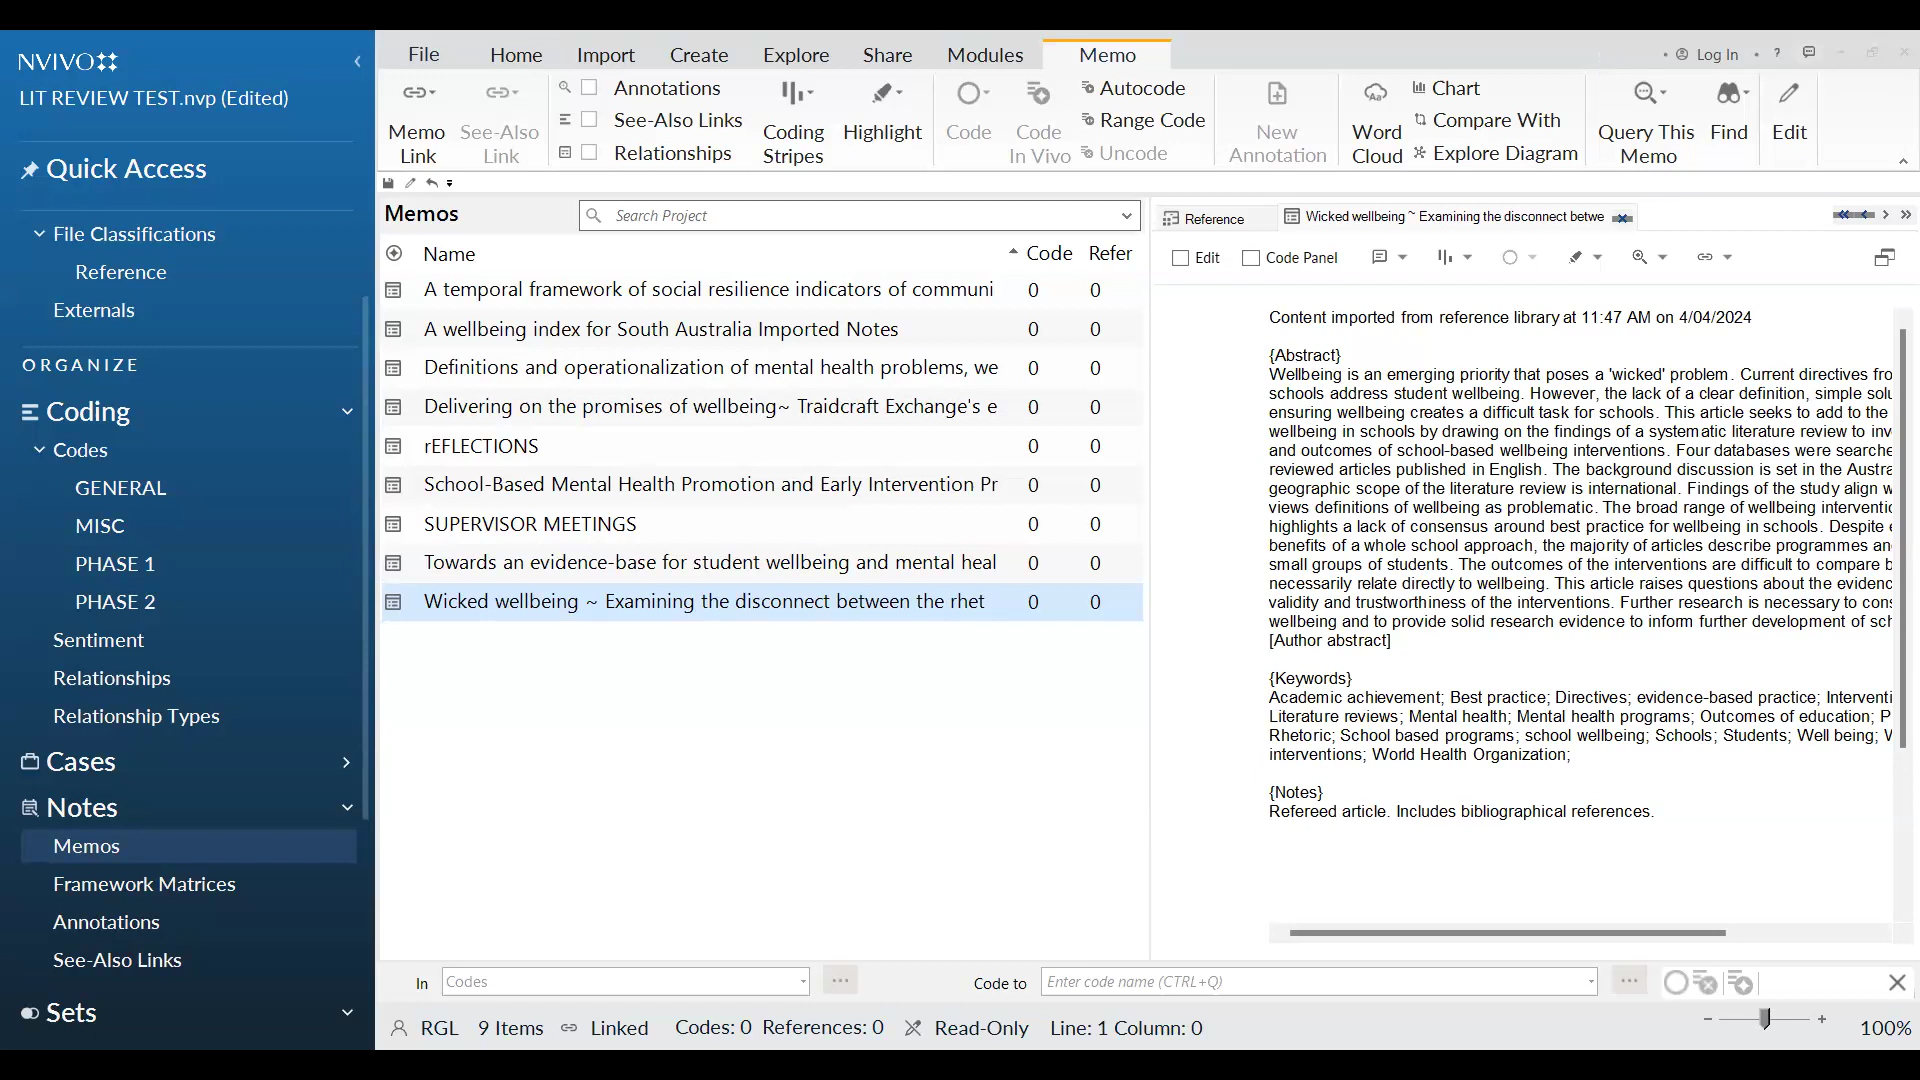 NVIVO
LIT REVIEW TEST.nvp (Edited)
Quick Access
File Classifications
Reference
Externals
ORGANIZE
Coding
Codes
GENERAL
MISC
PHASE 1
PHASE 2
Sentiment
Relationships
Relationship Types
Cases
Notes
Memos
Framework Matrices
Annotations
See-Also Links
Sets
File Home Import Create Explore Share Modules Memo
Log In ?
Memo Link
See-Also Link
Annotations
See-Also Links
Relationships
Coding Stripes
Highlight
Code
Code In Vivo
Autocode
Range Code
Uncode
New Annotation
Word Cloud
Chart
Compare With
Explore Diagram
Query This Memo
Find
Edit
Memos
Search Project
Name Code Refer
A temporal framework of social resilience indicators of communi 0 0
A wellbeing index for South Australia Imported Notes 0 0
Definitions and operationalization of mental health problems, we 0 0
Delivering on the promises of wellbeing~ Traidcraft Exchange's e 0 0
rEFLECTIONS 0 0
School-Based Mental Health Promotion and Early Intervention Pr 0 0
SUPERVISOR MEETINGS 0 0
Towards an evidence-base for student wellbeing and mental heal 0 0
Wicked wellbeing ~ Examining the disconnect between the rhet 0 0
Reference
Wicked wellbeing ~ Examining the disconnect betwe
Edit Code Panel
Content imported from reference library at 11:47 AM on 4/04/2024
{Abstract}
Wellbeing is an emerging priority that poses a 'wicked' problem. Current directives fro
schools address student wellbeing. However, the lack of a clear definition, simple solu
ensuring wellbeing creates a difficult task for schools. This article seeks to add to the
wellbeing in schools by drawing on the findings of a systematic literature review to inv
and outcomes of school-based wellbeing interventions. Four databases were searche
reviewed articles published in English. The background discussion is set in the Austra
geographic scope of the literature review is international. Findings of the study align w
views definitions of wellbeing as problematic. The broad range of wellbeing interventic
highlights a lack of consensus around best practice for wellbeing in schools. Despite e
benefits of a whole school approach, the majority of articles describe programmes an
small groups of students. The outcomes of the interventions are difficult to compare b
necessarily relate directly to wellbeing. This article raises questions about the evidenc
validity and trustworthiness of the interventions. Further research is necessary to cons
wellbeing and to provide solid research evidence to inform further development of sch
[Author abstract]
{Keywords}
Academic achievement; Best practice; Directives; evidence-based practice; Interventi
Literature reviews; Mental health; Mental health programs; Outcomes of education; P
Rhetoric; School based programs; school wellbeing; Schools; Students; Well being; W
interventions; World Health Organization;
{Notes}
Refereed article. Includes bibliographical references.
In Codes ... Code to Enter code name (CTRL+Q) ...
RGL 9 Items Linked Codes: 0 References: 0 Read-Only Line: 1 Column: 0 100%